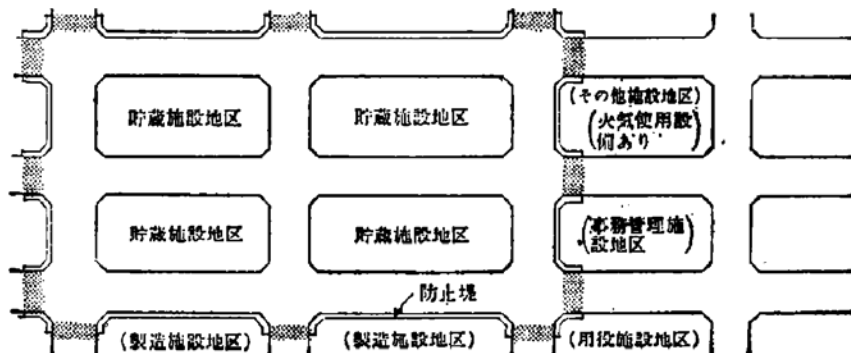 貯蔵施設地区
貯蔵施設地区
(その他施設地区)
(火気使用設
備あり)
貯蔵施設地区
貯蔵施設地区
(事務管理施
設地区)
防止堤
(製造施設地区)
(製造施設地区)
(用役施設地区)